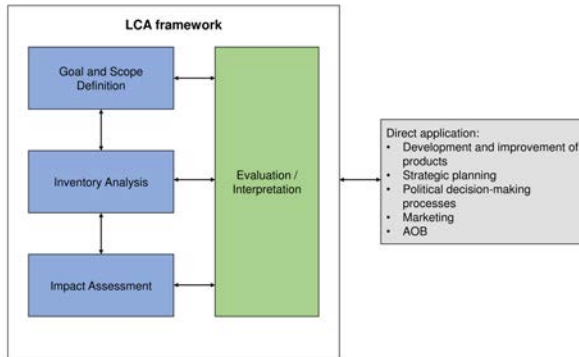 LCA framework
Goal and Scope
Definition
Inventory Analysis
Impact Assessment
Evaluation /
Interpretation
Direct application:
• Development and improvement of
products
• Strategic planning
• Political decision-making
processes
• Marketing
• AOB